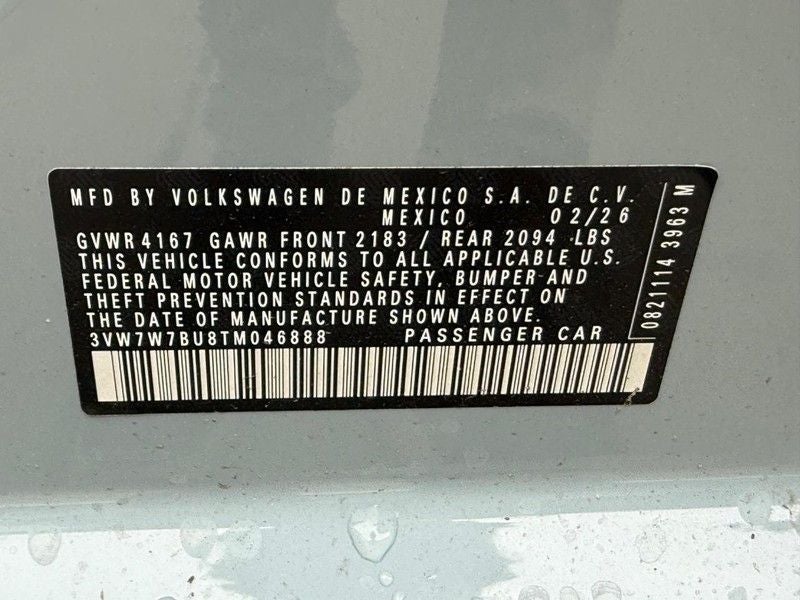 MFD BY VOLKSWAGEN DE MEXICO S.A. DE C.V.
MEXICO 02/26
GVWR 4167 GAWR FRONT 2183 / REAR 2094 LBS
THIS VEHICLE CONFORMS TO ALL APPLICABLE U.S.
FEDERAL MOTOR VEHICLE SAFETY, BUMPER AND
THEFT PREVENTION STANDARDS IN EFFECT ON
THE DATE OF MANUFACTURE SHOWN ABOVE.
3VW7W7BU8TM046888 PASSENGER CAR
0821114 3963 M